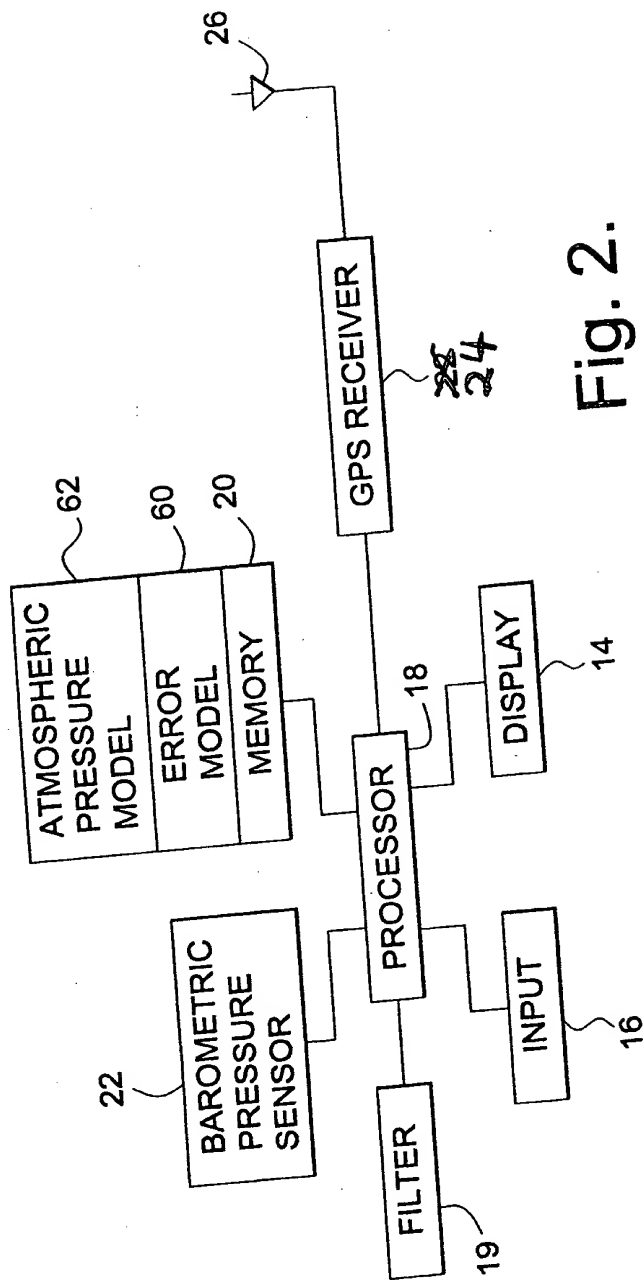 62
ATMOSPHERIC
PRESSURE
MODEL
60
ERROR
MODEL
20
MEMORY
22
BAROMETRIC
PRESSURE
SENSOR
26
FILTER
19
PROCESSOR
18
GPS RECEIVER
24
INPUT
16
DISPLAY
14
Fig. 2.